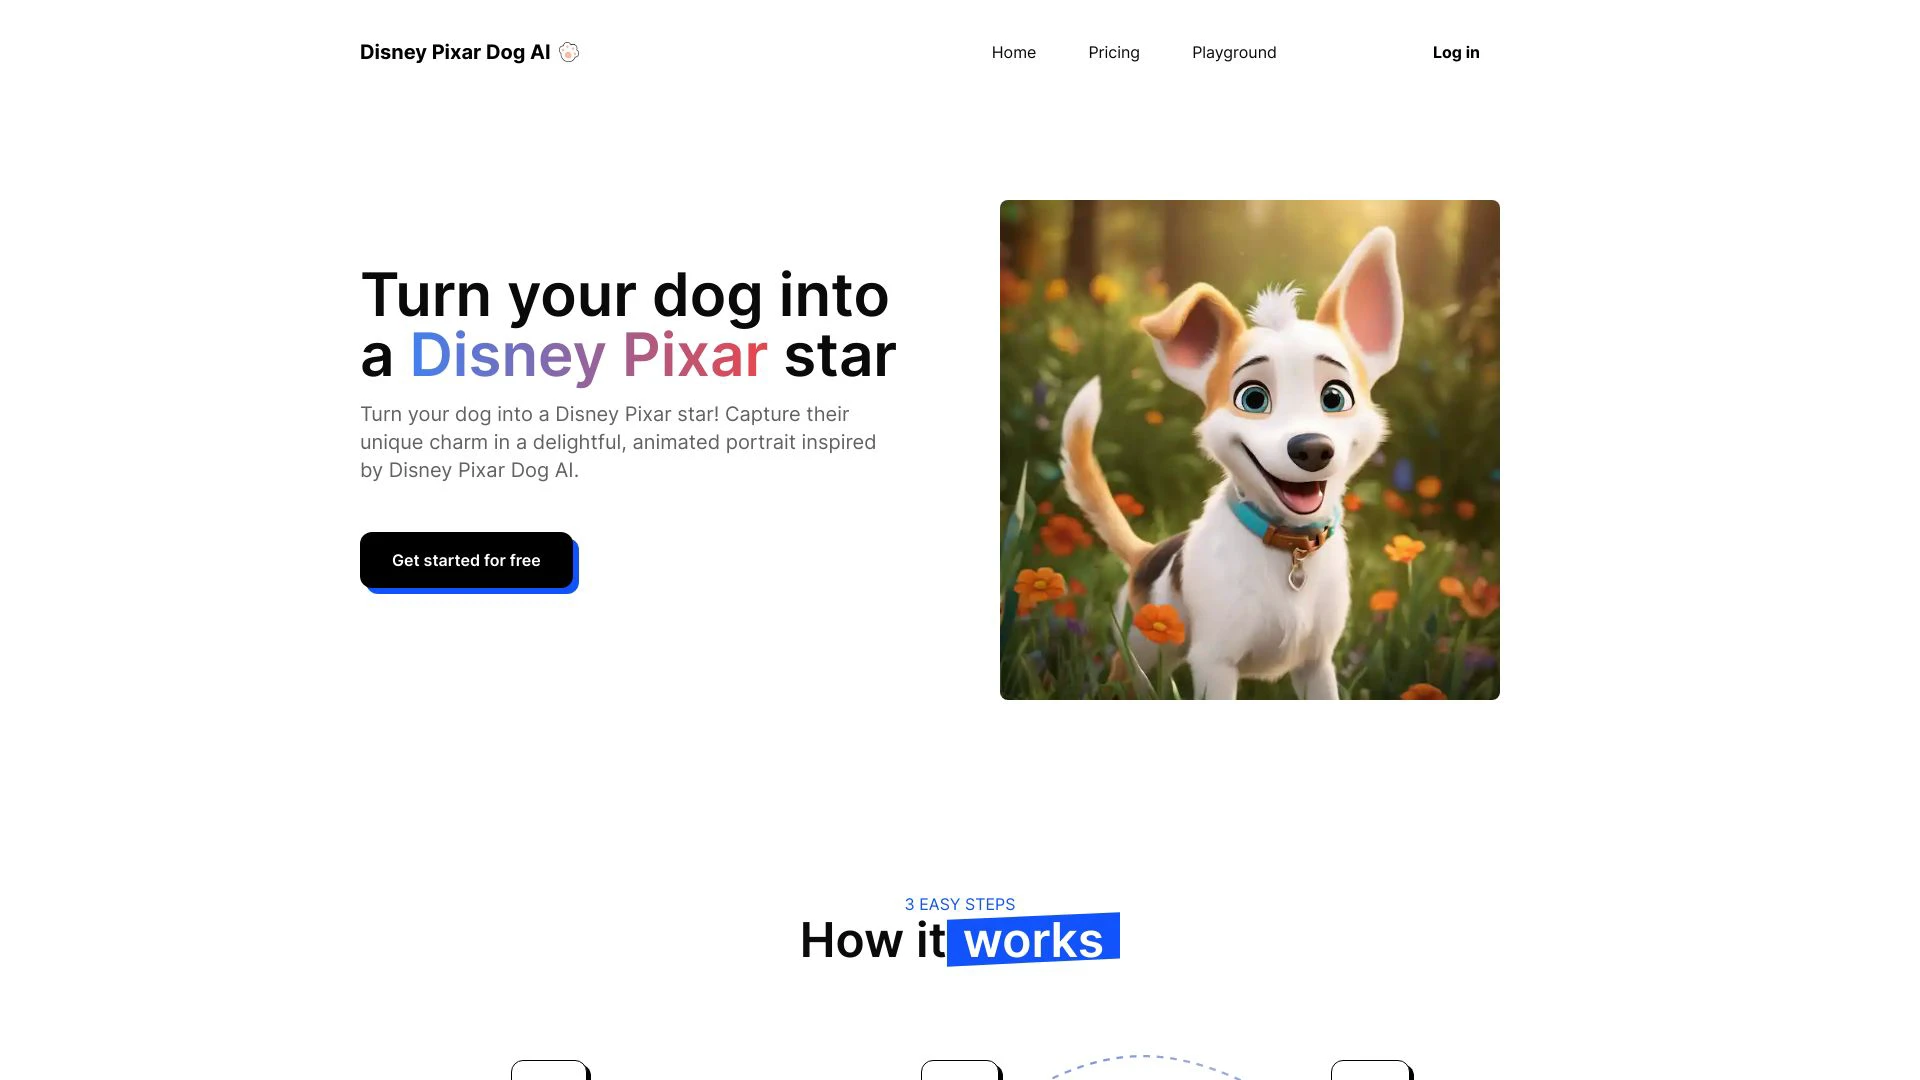 Disney Pixar Dog AI
Home
Pricing
Playground
Log in
Turn your dog into
a Disney Pixar star
Turn your dog into a Disney Pixar star! Capture their
unique charm in a delightful, animated portrait inspired
by Disney Pixar Dog AI.
Get started for free
3 EASY STEPS
How it works